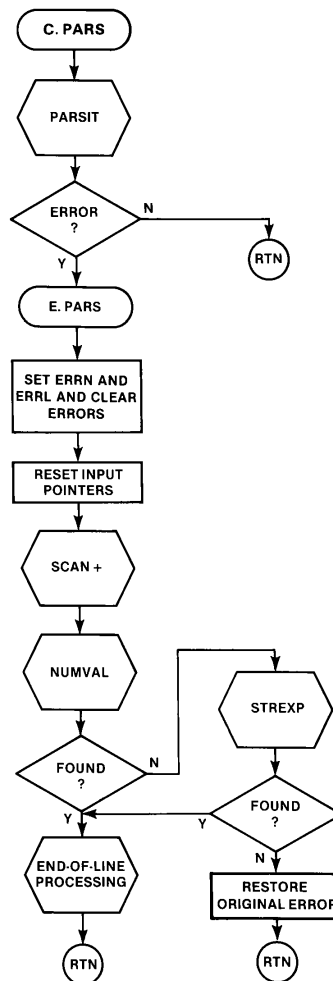 C. PARS
PARSIT
ERROR
?
N
Y
RTN
E. PARS
SET ERRN AND
ERRL AND CLEAR
ERRORS
RESET INPUT
POINTERS
SCAN +
NUMVAL
STREXP
FOUND
?
N
Y
FOUND
?
Y
N
END-OF-LINE
PROCESSING
RESTORE
ORIGINAL ERROR
RTN
RTN